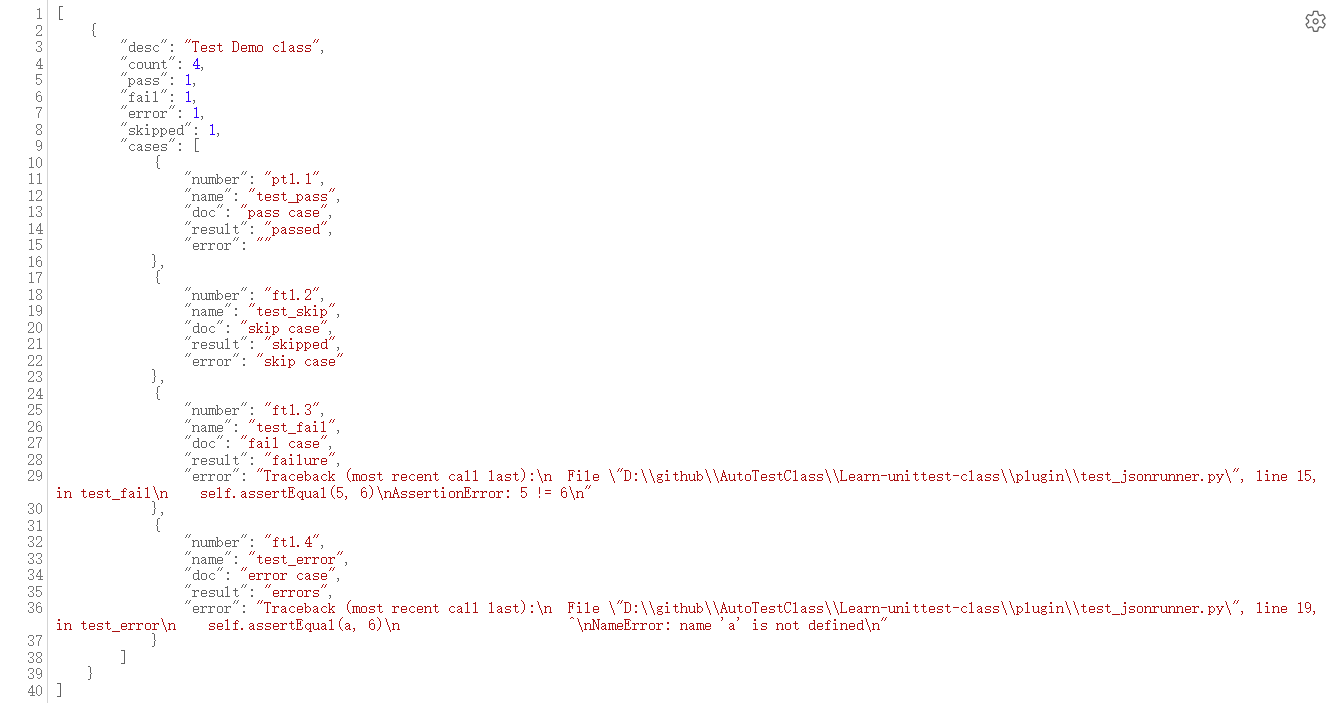 1 [
2     {
3         "desc": "Test Demo class",
4         "count": 4,
5         "pass": 1,
6         "fail": 1,
7         "error": 1,
8         "skipped": 1,
9         "cases": [
10             {
11                 "number": "pt1.1",
12                 "name": "test_pass",
13                 "doc": "pass case",
14                 "result": "passed",
15                 "error": ""
16             },
17             {
18                 "number": "ft1.2",
19                 "name": "test_skip",
20                 "doc": "skip case",
21                 "result": "skipped",
22                 "error": "skip case"
23             },
24             {
25                 "number": "ft1.3",
26                 "name": "test_fail",
27                 "doc": "fail case",
28                 "result": "failure",
29                 "error": "Traceback (most recent call last):\n  File \"D:\\github\\AutoTestClass\\Learn-unittest-class\\plugin\\test_jsonrunner.py\", line 15,
in test_fail\n    self.assertEqual(5, 6)\nAssertionError: 5 != 6\n"
30             },
31             {
32                 "number": "ft1.4",
33                 "name": "test_error",
34                 "doc": "error case",
35                 "result": "errors",
36                 "error": "Traceback (most recent call last):\n  File \"D:\\github\\AutoTestClass\\Learn-unittest-class\\plugin\\test_jsonrunner.py\", line 19,
in test_error\n    self.assertEqual(a, 6)\n                     ^\nNameError: name 'a' is not defined\n"
37             }
38         ]
39     }
40 ]